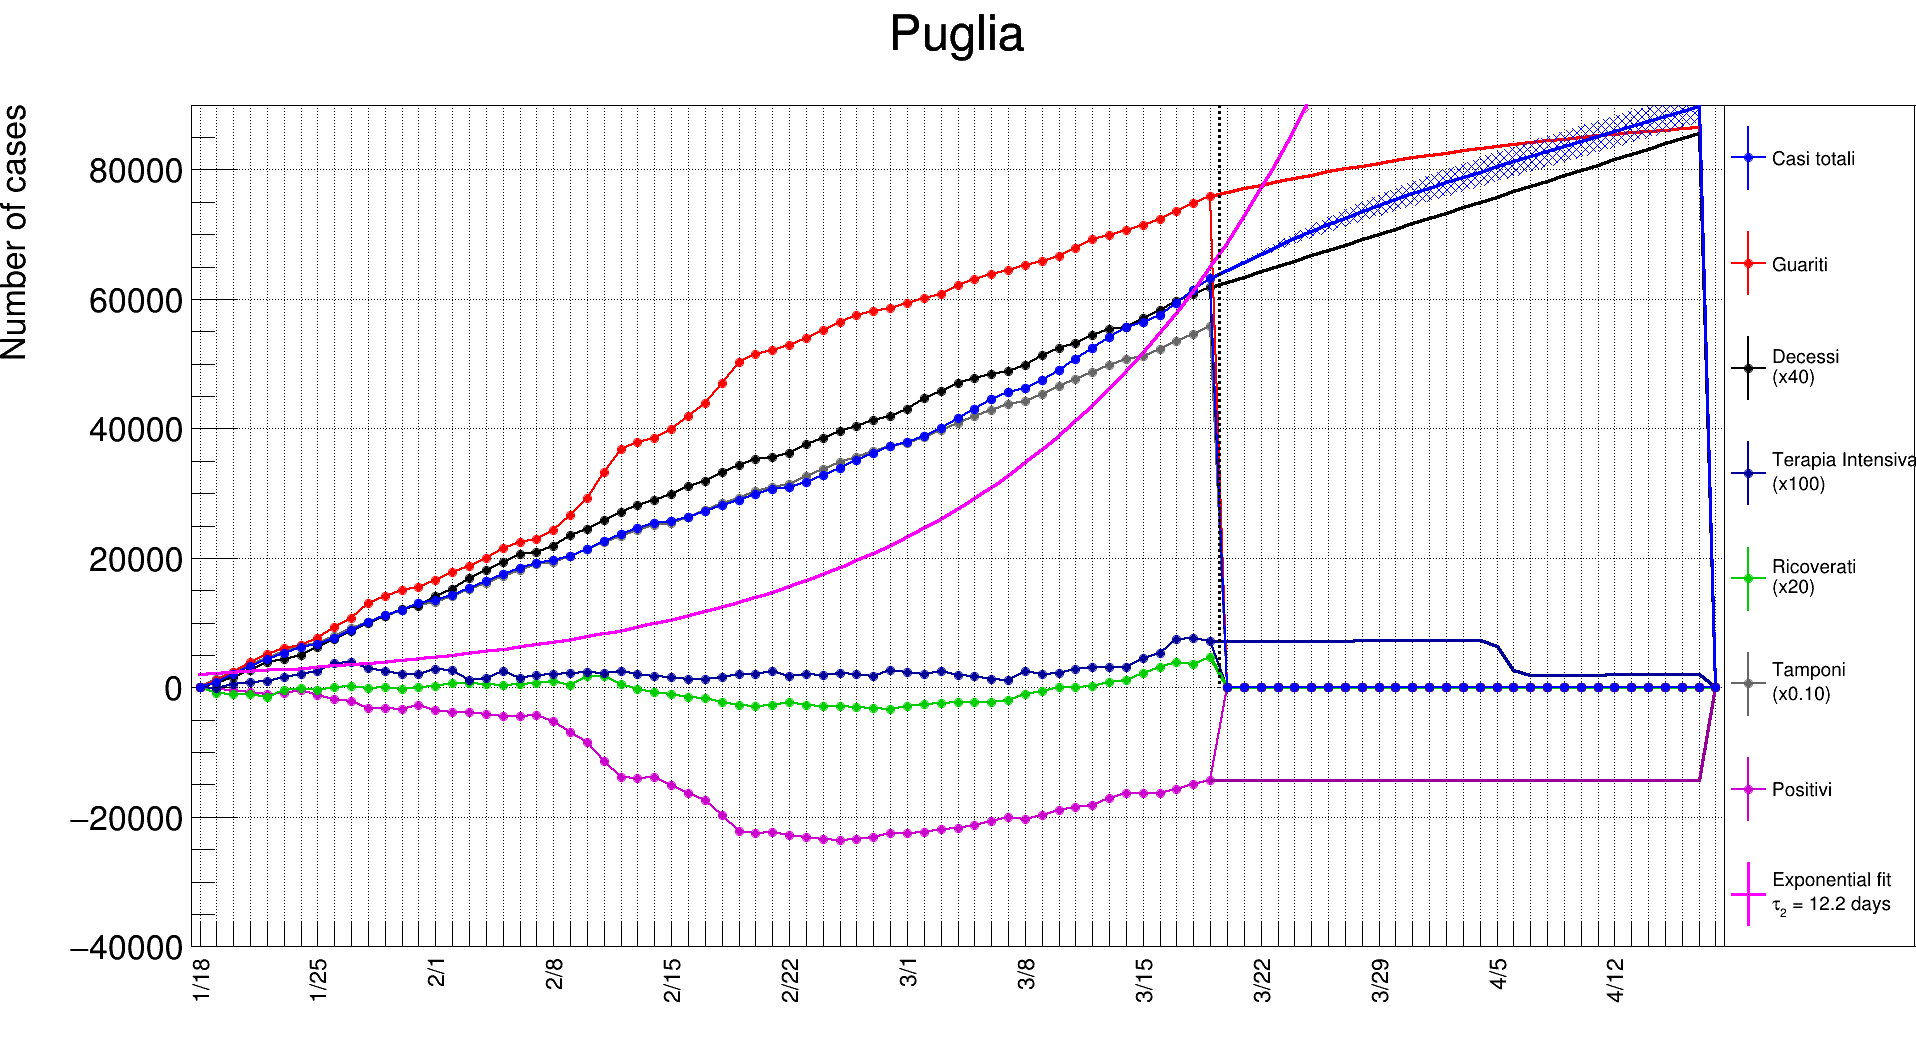 Puglia
Number of cases
80000
60000
40000
20000
0
−20000
−40000
1/18
1/25
2/1
2/8
2/15
2/22
3/1
3/8
3/15
3/22
3/29
4/5
4/12
Casi totali
Guariti
Decessi
(x40)
Terapia Intensiva
(x100)
Ricoverati
(x20)
Tamponi
(x0.10)
Positivi
Exponential fit
τ2 = 12.2 days